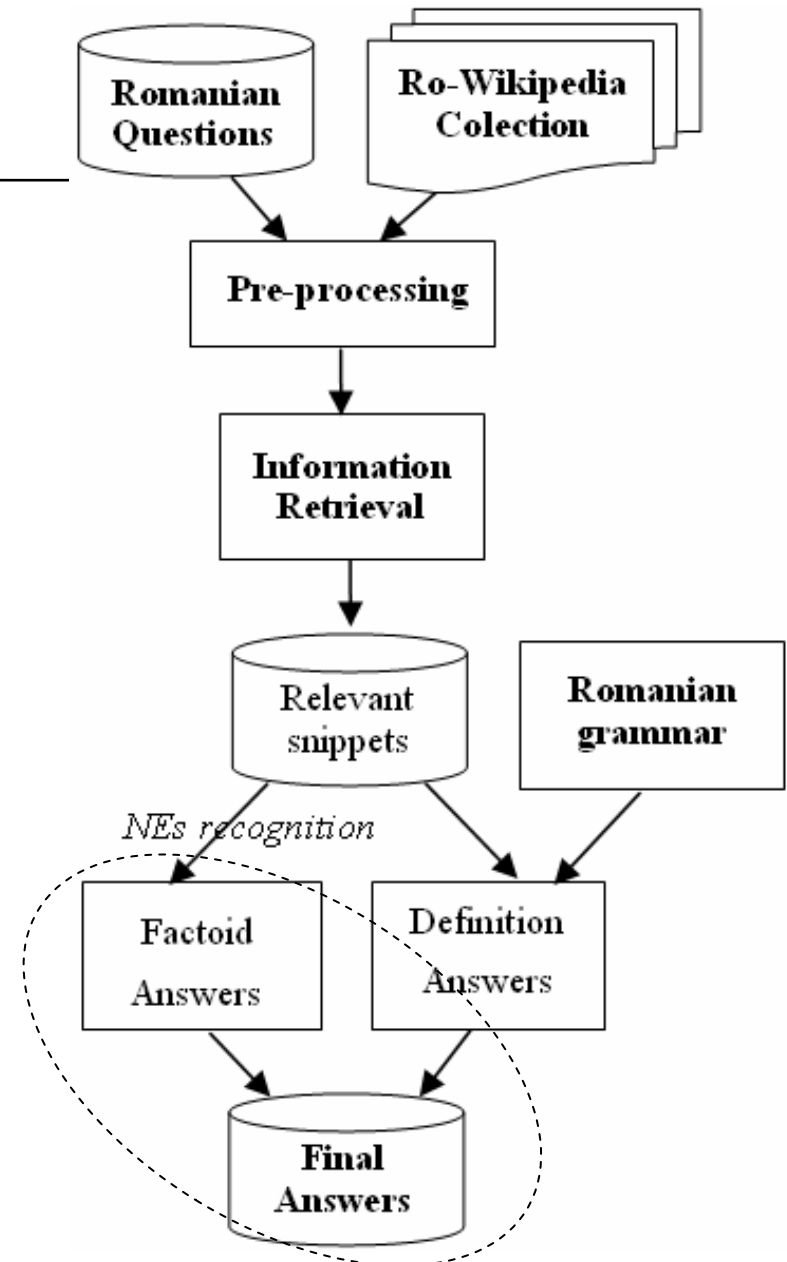 Romanian
Questions
Ro-Wikipedia
Colection
Pre-processing
Information
Retrieval
Relevant
snippets
Romanian
grammar
NEs recognition
Factoid
Answers
Definition
Answers
Final
Answers